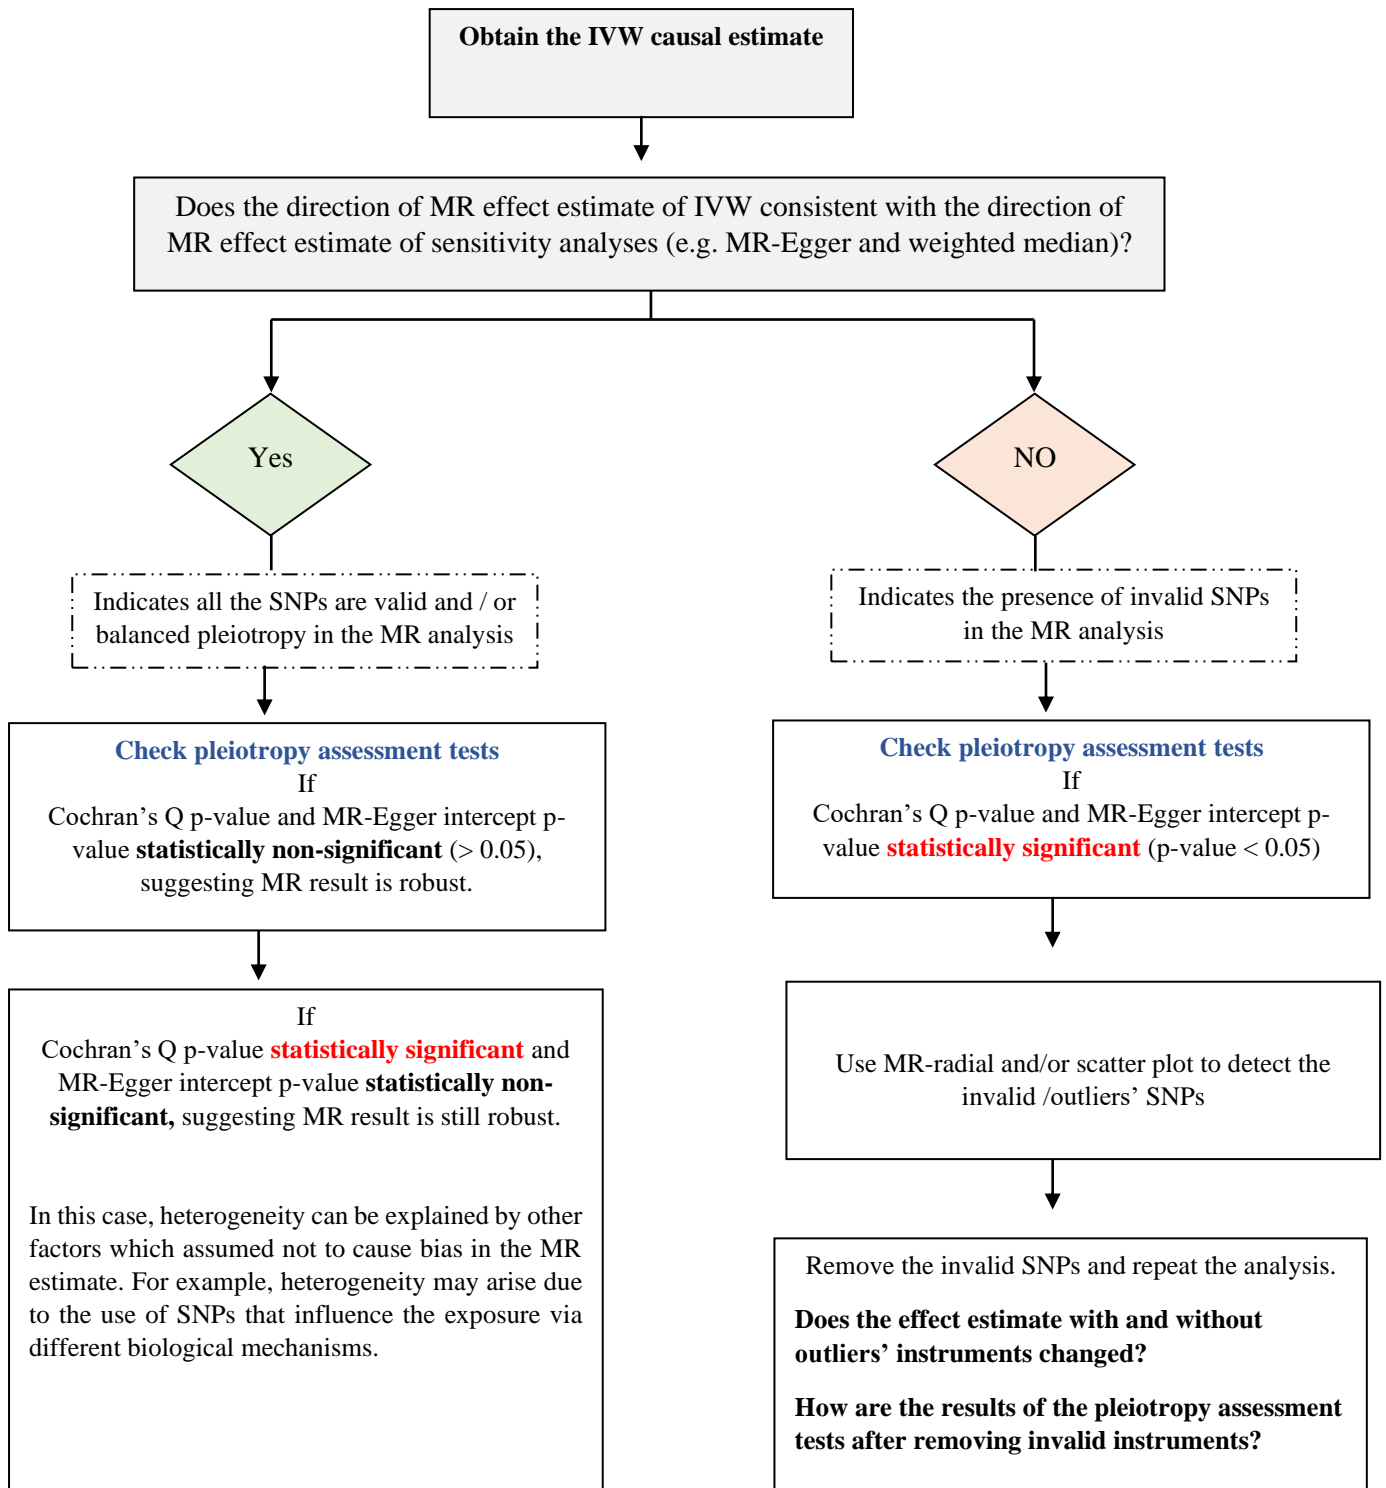 Obtain the IVW causal estimate
Does the direction of MR effect estimate of IVW consistent with the direction of
MR effect estimate of sensitivity analyses (e.g. MR-Egger and weighted median)?
Yes
NO
Indicates all the SNPs are valid and / or
balanced pleiotropy in the MR analysis
Indicates the presence of invalid SNPs
in the MR analysis
Check pleiotropy assessment tests
If
Cochran’s Q p-value and MR-Egger intercept p-
value statistically non-significant (> 0.05),
suggesting MR result is robust.
Check pleiotropy assessment tests
If
Cochran’s Q p-value and MR-Egger intercept p-
value statistically significant (p-value < 0.05)
If
Cochran’s Q p-value statistically significant and
MR-Egger intercept p-value statistically non-
significant, suggesting MR result is still robust.
In this case, heterogeneity can be explained by other
factors which assumed not to cause bias in the MR
estimate. For example, heterogeneity may arise due
to the use of SNPs that influence the exposure via
different biological mechanisms.
Use MR-radial and/or scatter plot to detect the
invalid /outliers’ SNPs
Remove the invalid SNPs and repeat the analysis.
Does the effect estimate with and without
outliers’ instruments changed?
How are the results of the pleiotropy assessment
tests after removing invalid instruments?